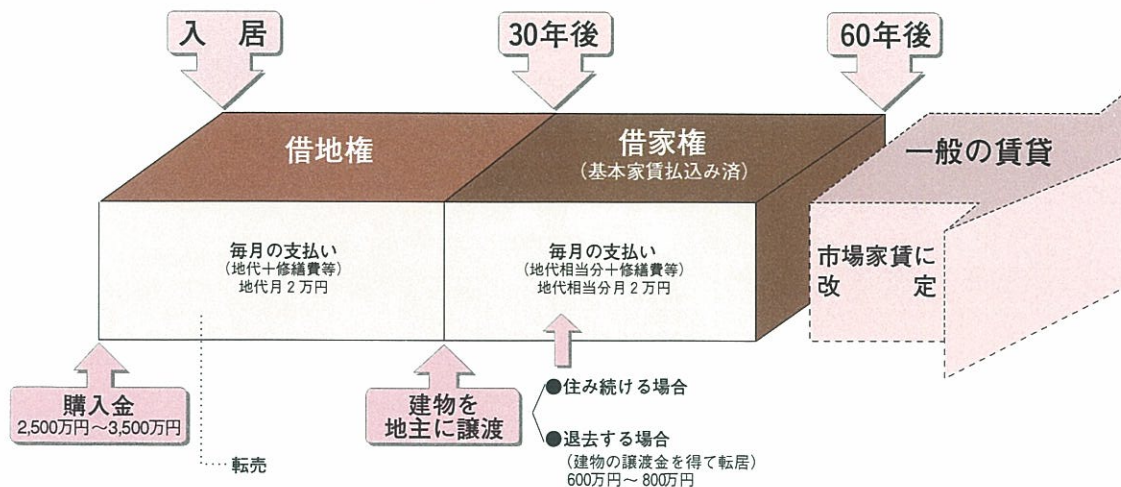 入 居
30年後
60年後
借地権
借家権
(基本家賃払込み済)
一般の賃貸
毎月の支払い
(地代+修繕費等)
地代月2万円
毎月の支払い
(地代相当分+修繕費等)
地代相当分月2万円
市場家賃に
改 定
購入金
2,500万円〜3,500万円
転売
建物を
地主に譲渡
●住み続ける場合
●退去する場合
(建物の譲渡金を得て転居)
600万円〜800万円